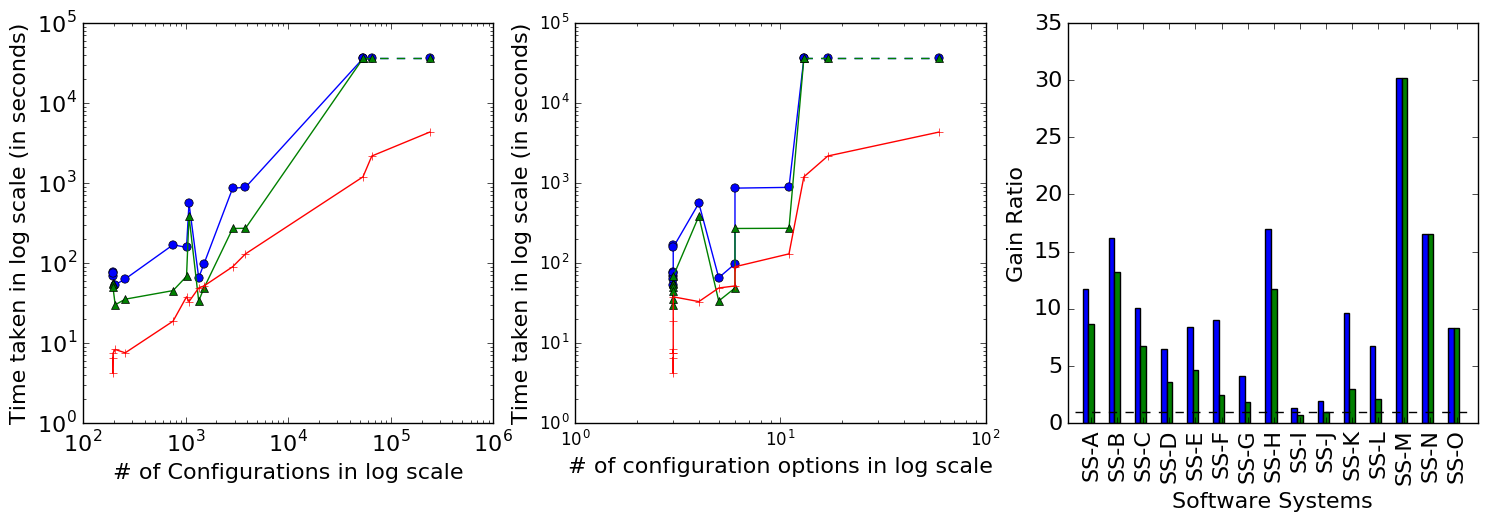 Time taken in log scale (in seconds)
10^5
10^4
10^3
10^2
10^1
10^0
10^2 10^3 10^4 10^5 10^6
# of Configurations in log scale
Time taken in log scale (in seconds)
10^5
10^4
10^3
10^2
10^1
10^0
10^0 10^1 10^2
# of configuration options in log scale
Gain Ratio
35
30
25
20
15
10
5
0
SS-A SS-B SS-C SS-D SS-E SS-F SS-G SS-H SS-I SS-J SS-K SS-L SS-M SS-N SS-O
Software Systems